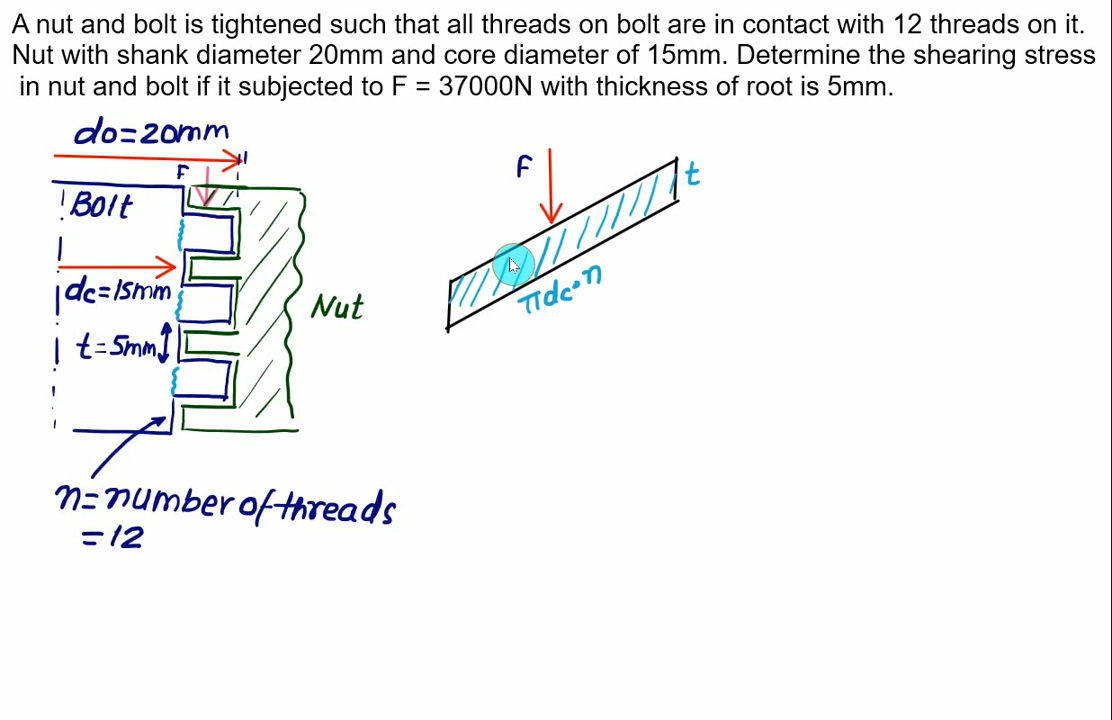 A nut and bolt is tightened such that all threads on bolt are in contact with 12 threads on it.
Nut with shank diameter 20mm and core diameter of 15mm. Determine the shearing stress
in nut and bolt if it subjected to F = 37000N with thickness of root is 5mm.
do=20mm
F
Bolt
dc=15mm
t=5mm
Nut
n=number of threads
=12
F
t
πdc·n